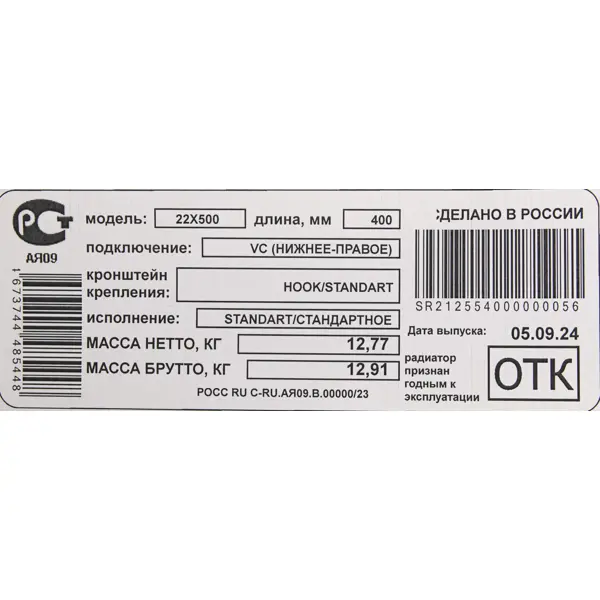 РСТ
АЯ09
модель: 22X500 длина, мм 400
подключение: VC (НИЖНЕЕ-ПРАВОЕ)
кронштейн
крепления: HOOK/STANDART
исполнение: STANDART/СТАНДАРТНОЕ
МАССА НЕТТО, КГ 12,77
МАССА БРУТТО, КГ 12,91
РОСС RU C-RU.АЯ09.В.00000/23
СДЕЛАНО В РОССИИ
SR212554000000056
Дата выпуска: 05.09.24
радиатор
признан
годным к
эксплуатации
ОТК